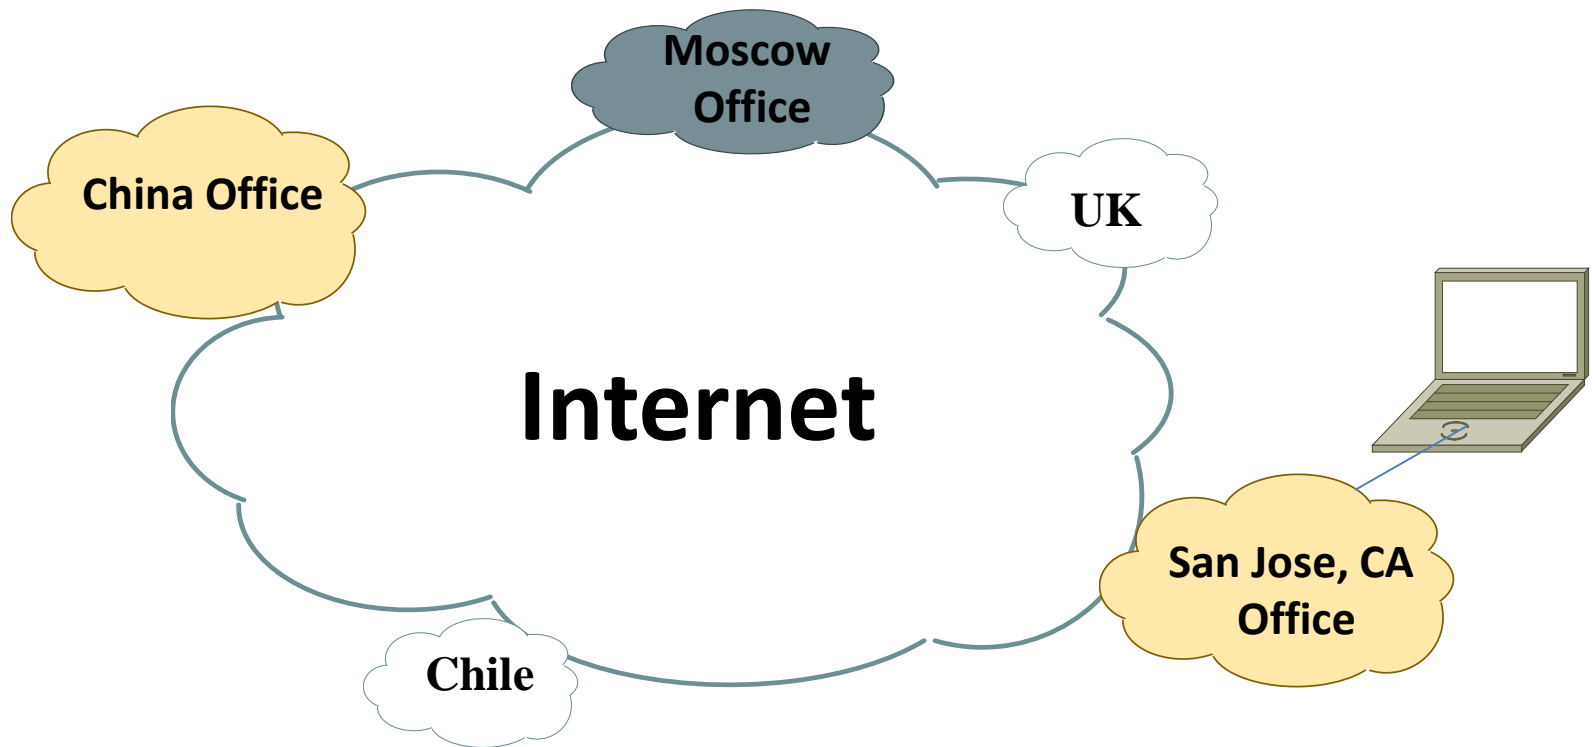 Moscow
Office
China Office
UK
Internet
San Jose, CA
Office
Chile